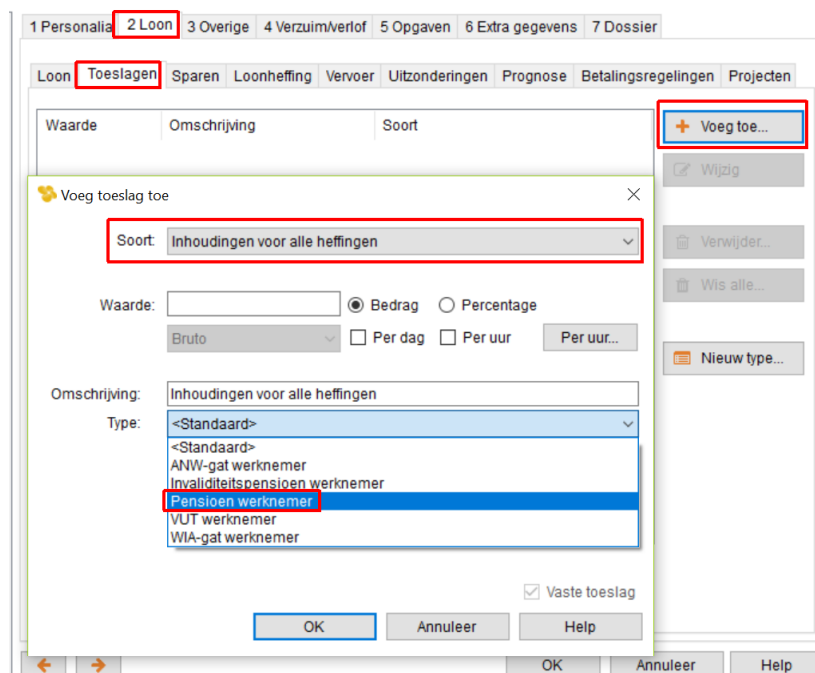 1 Personalia 2 Loon 3 Overige 4 Verzuim/verlof 5 Opgaven 6 Extra gegevens 7 Dossier
Loon Toeslagen Sparen Loonheffing Vervoer Uitzonderingen Prognose Betalingsregelingen Projecten
Waarde Omschrijving Soort
Voeg toe...
Wijzig
Verwijder...
Wis alle...
Nieuw type...
Voeg toeslag toe
Soort: Inhoudingen voor alle heffingen
Waarde: Bedrag Percentage
Bruto Per dag Per uur Per uur...
Omschrijving: Inhoudingen voor alle heffingen
Type: <Standaard>
<Standaard>
ANW-gat werknemer
Invaliditeitspensioen werknemer
Pensioen werknemer
VUT werknemer
WIA-gat werknemer
Vaste toeslag
OK Annuleer Help
OK Annuleer Help